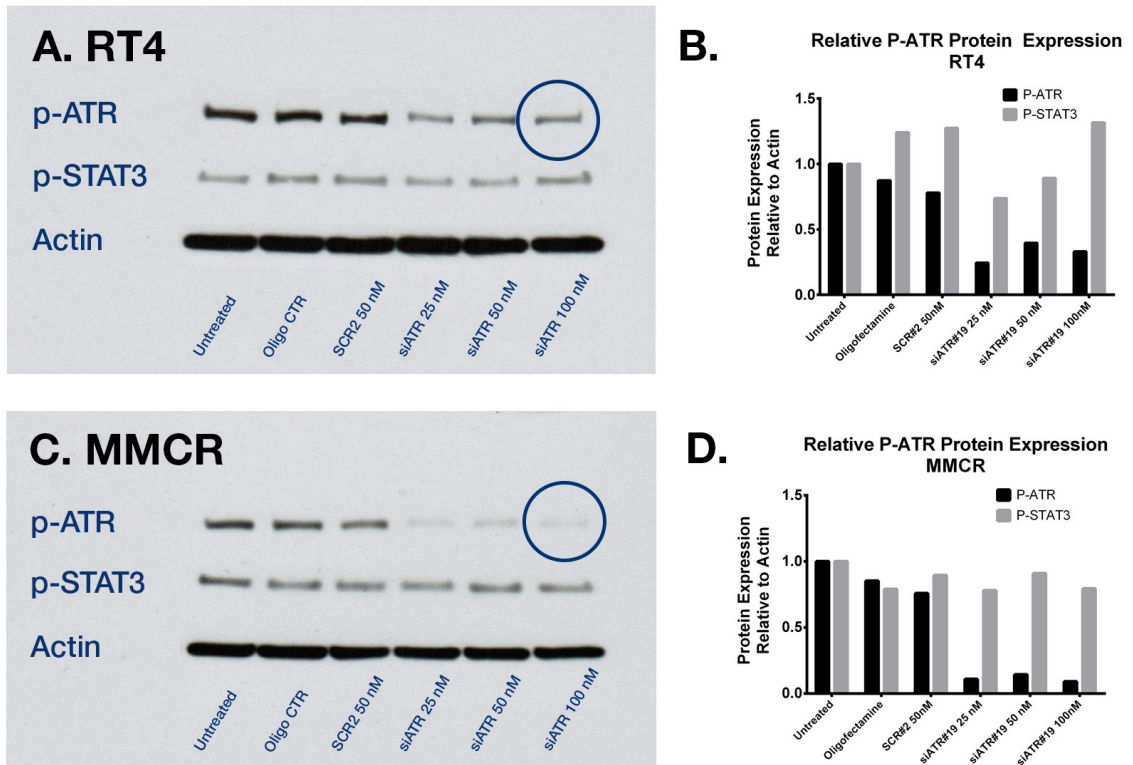 A. RT4
p-ATR
p-STAT3
Actin
Untreated
Oligo CTR
SCR2 50 nM
siATR 25 nM
siATR 50 nM
siATR 100 nM
B.
Relative P-ATR Protein Expression
RT4
P-ATR
P-STAT3
Protein Expression
Relative to Actin
1.5
1.0
0.5
0.0
Untreated
Oligofectamine
SCR#2 50nM
siATR#19 25 nM
siATR#19 50 nM
siATR#19 100nM
C. MMCR
p-ATR
p-STAT3
Actin
Untreated
Oligo CTR
SCR2 50 nM
siATR 25 nM
siATR 50 nM
siATR 100 nM
D.
Relative P-ATR Protein Expression
MMCR
P-ATR
P-STAT3
Protein Expression
Relative to Actin
1.5
1.0
0.5
0.0
Untreated
Oligofectamine
SCR#2 50nM
siATR#19 25 nM
siATR#19 50 nM
siATR#19 100nM